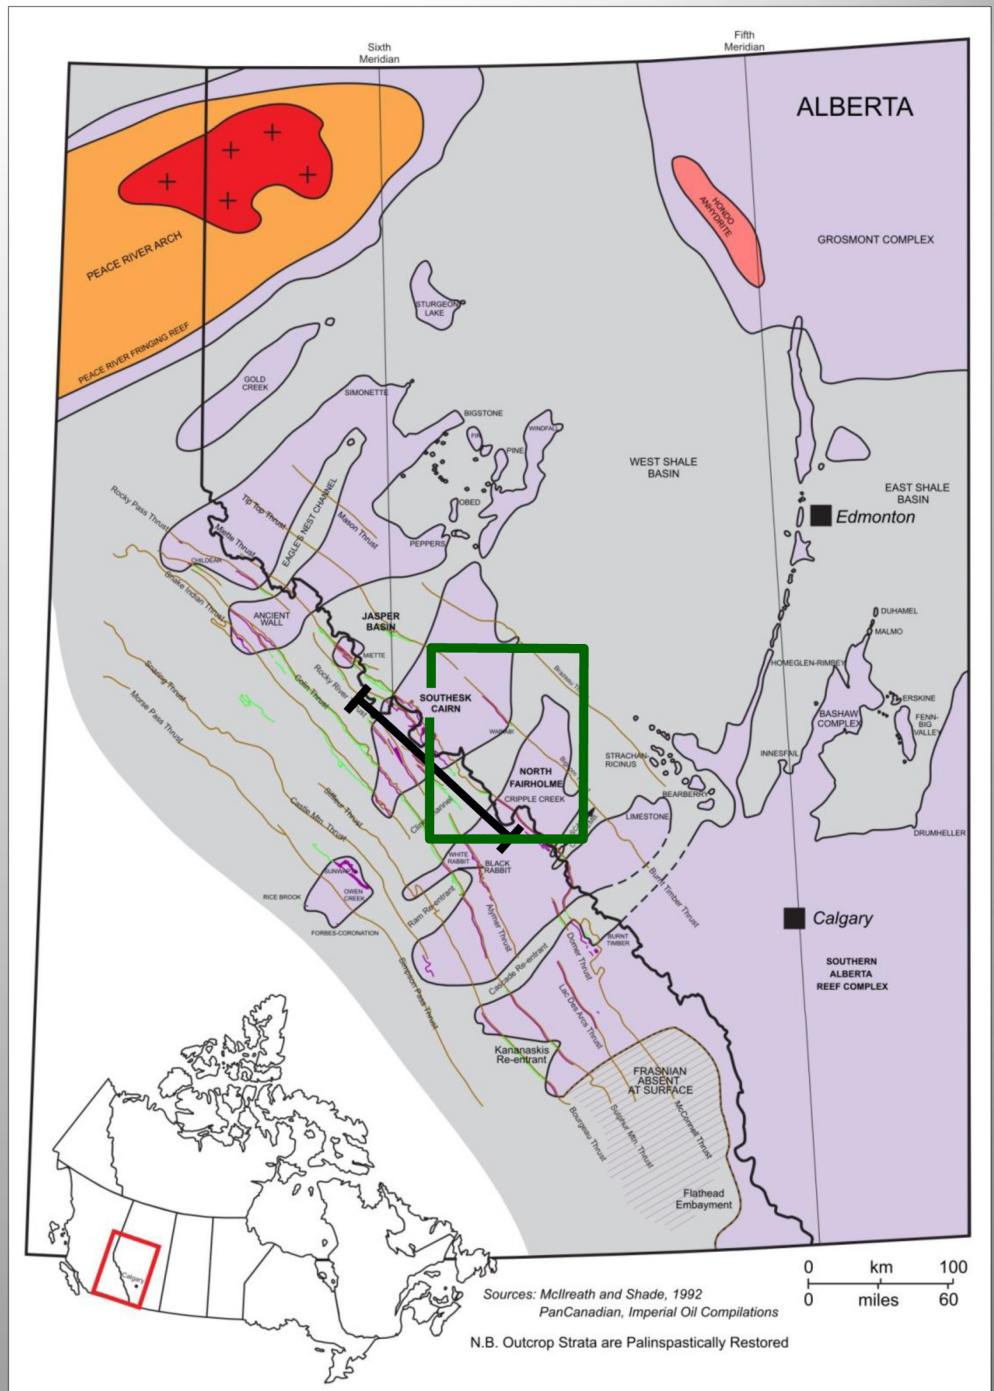 Sixth
Meridian
Fifth
Meridian
ALBERTA
HONDO
ANHYDRITE
GROSMONT COMPLEX
PEACE RIVER ARCH
PEACE RIVER FRINGING REEF
STURGEON
LAKE
GOLD
CREEK
SIMONETTE
BIGSTONE
FIR
WINDFALL
PINE
WEST SHALE
BASIN
EAST SHALE
BASIN
Edmonton
OBED
PEPPERS
EAGLE'S NEST CHANNEL
Rocky Pass Thrust
Tip Top Thrust
Mason Thrust
Miette Thrust
CHILDEAR
Snake Indian Thrust
ANCIENT
WALL
JASPER
BASIN
MIETTE
DUHAMEL
MALMO
HOMEGLEN-RIMBEY
Brazeau
Rocky River
Colin Thrust
Snaring Thrust
Morse Pass Thrust
SOUTHESK
CAIRN
ERSKINE
BASHAW
COMPLEX
FENN-
BIG
VALLEY
WAPIABI
STRACHAN-
RICINUS
INNESFAIL
NORTH
FAIRHOLME
CRIPPLE CREEK
BEARBERRY
LIMESTONE
DRUMHELLER
Castle Mtn. Thrust
WHITE
RABBIT
BLACK
RABBIT
SUNWAPTA
OWEN
CREEK
RICE BROOK
FORBES-CORONATION
Ram Re-entrant
Alymer Thrust
Burnt Timber Thrust
Calgary
BURNT
TIMBER
Dormer Thrust
Cascade Re-entrant
Simpson Pass Thrust
Lac Des Arcs Thrust
SOUTHERN
ALBERTA
REEF COMPLEX
Kananaskis
Re-entrant
FRASNIAN
ABSENT
AT SURFACE
Bourgeau Thrust
Sulphur Mtn. Thrust
McConnell Thrust
Flathead
Embayment
Calgary
0 km 100
0 miles 60
Sources: McIlreath and Shade, 1992
PanCanadian, Imperial Oil Compilations
N.B. Outcrop Strata are Palinspastically Restored